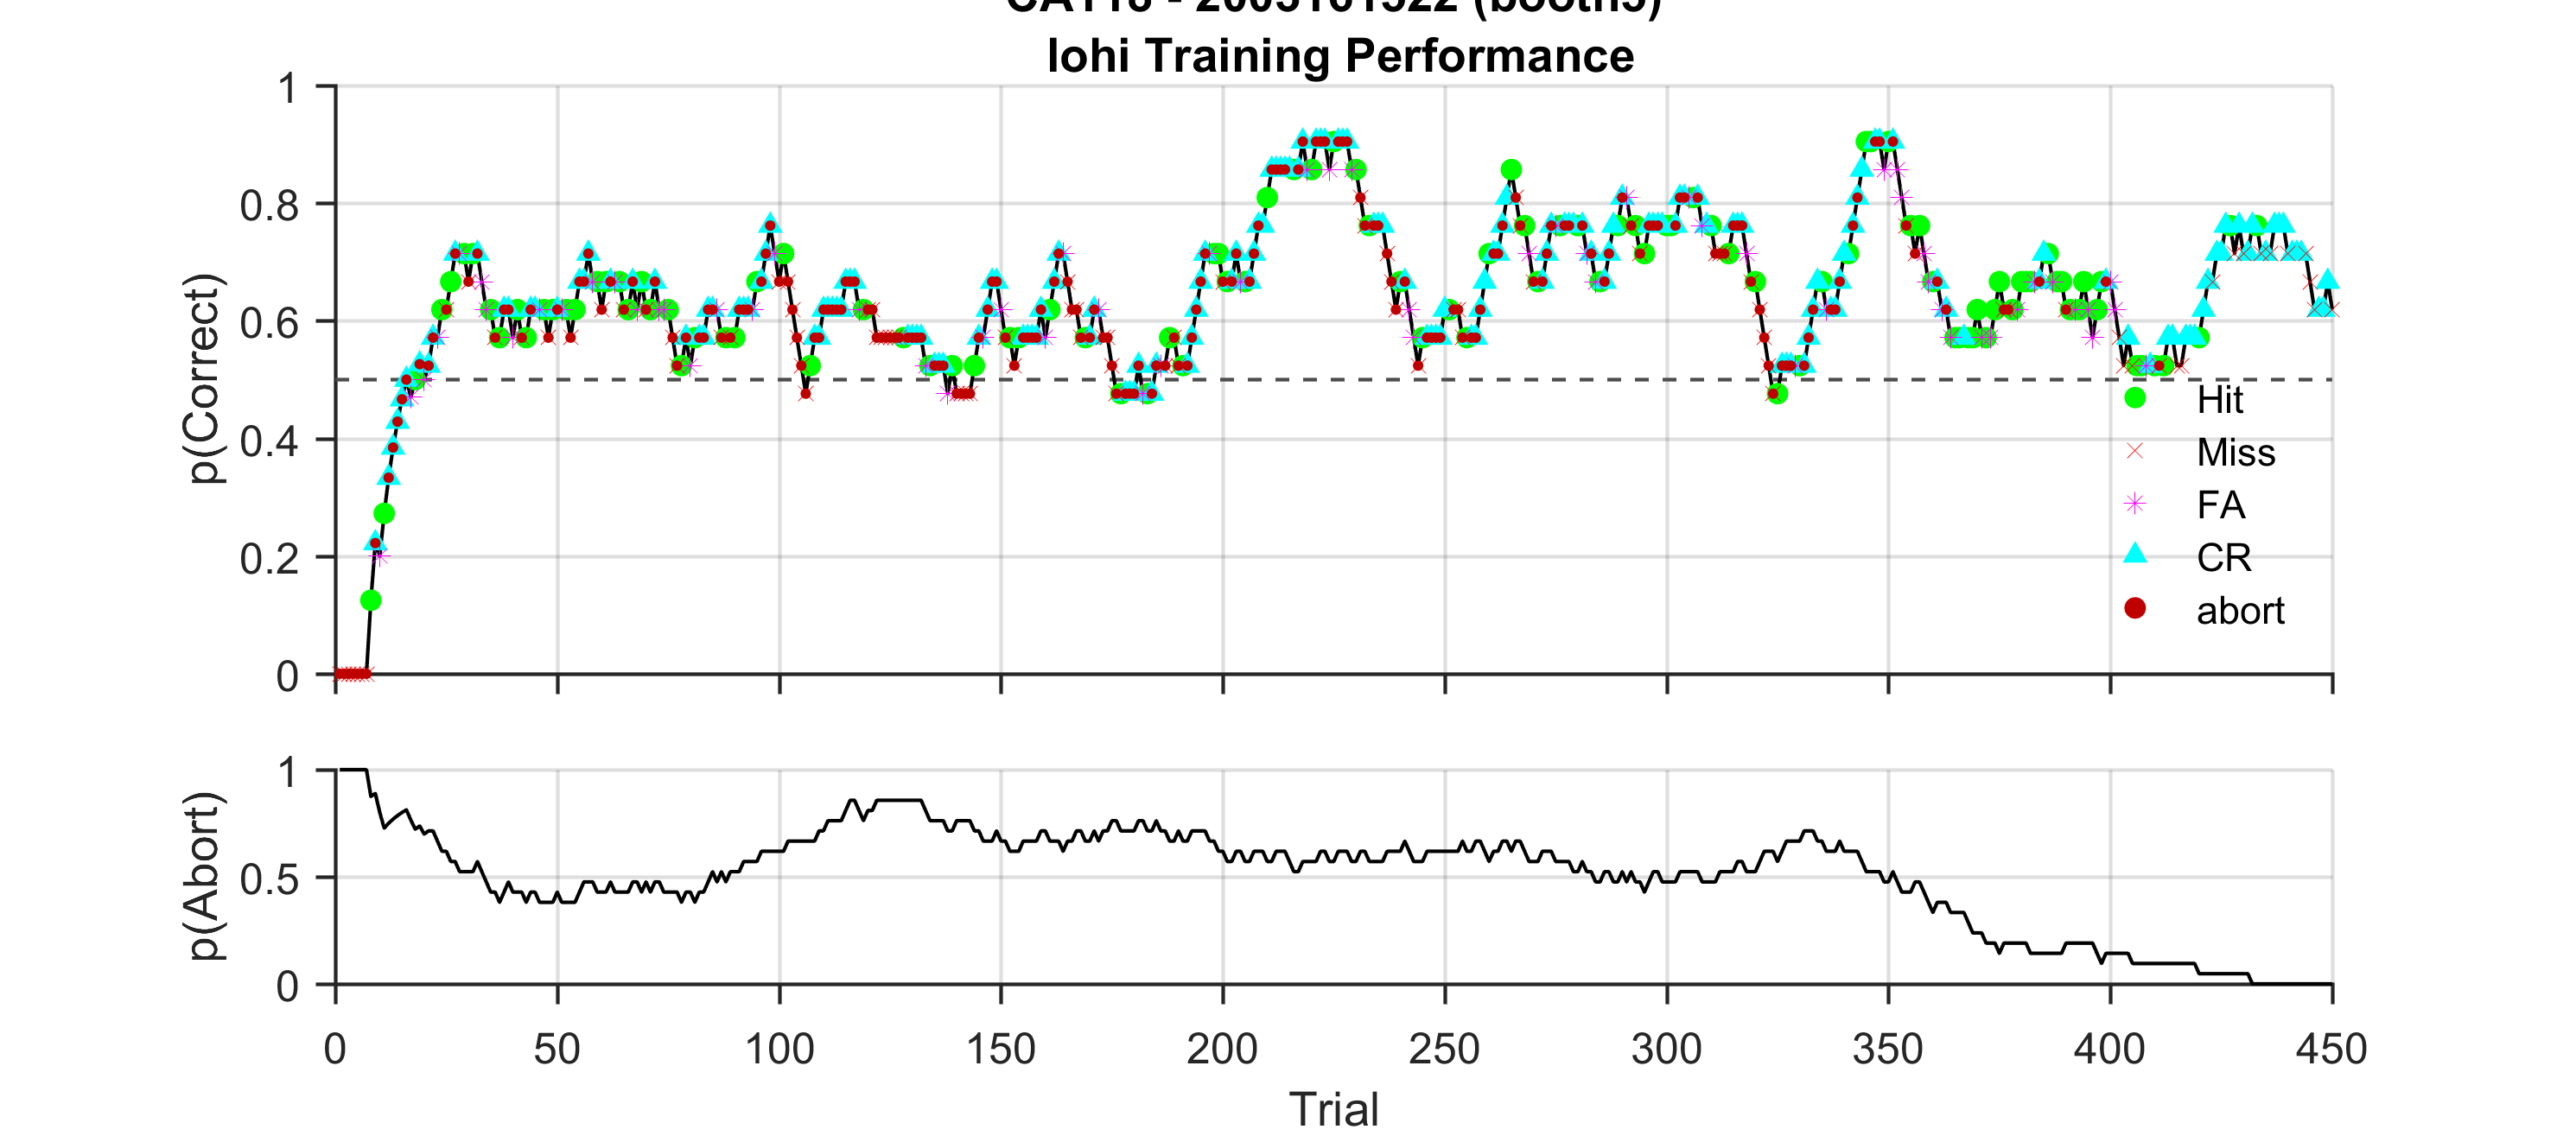 lohi Training Performance
p(Correct)
1
0.8
0.6
0.4
0.2
0
Hit
Miss
FA
CR
abort
p(Abort)
1
0.5
0
0 50 100 150 200 250 300 350 400 450
Trial